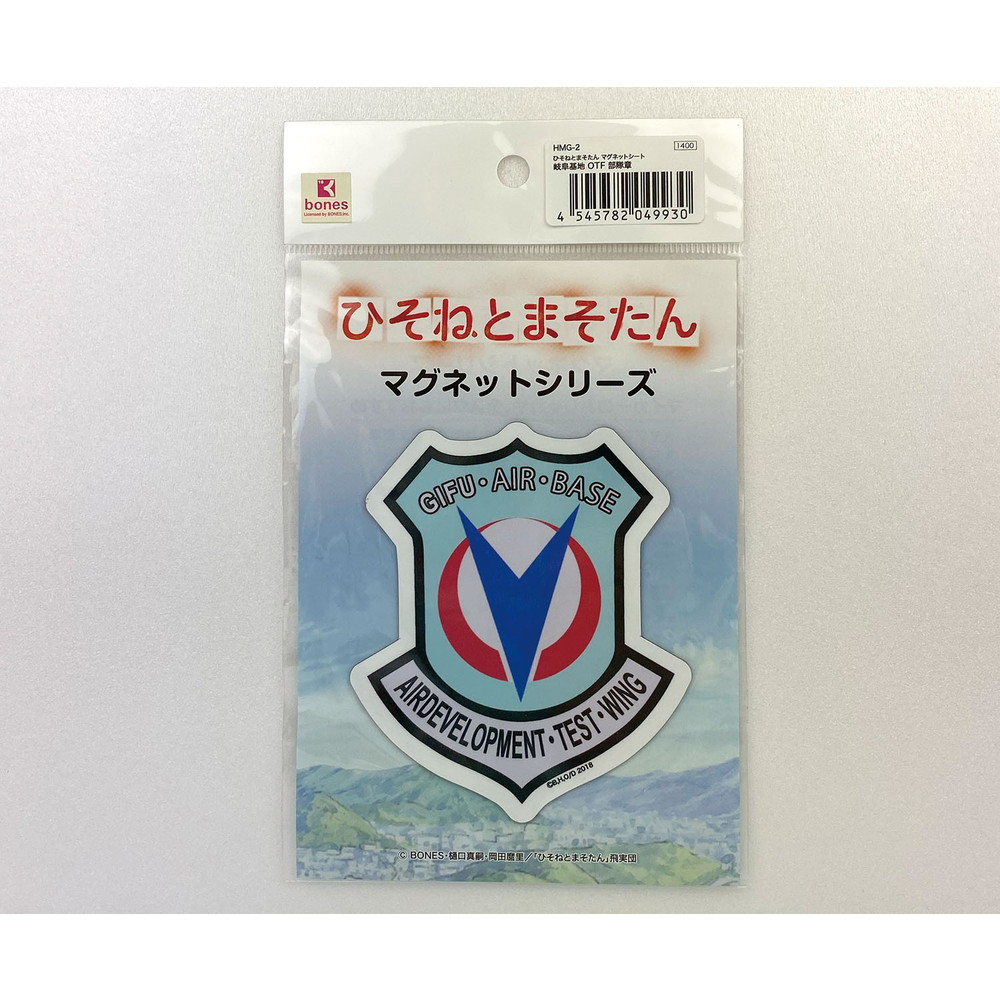 bones
Licensed by BONES,Inc.
HMG-2
1400
ひそねとまそたん マグネットシート
岐阜基地 OTF 部隊章
4 545782 049930
ひそねとまそたん
マグネットシリーズ
GIFU・AIR・BASE
AIRDEVELOPMENT・TEST・WING
©B.H.O/D 2018
© BONES・樋口真嗣・岡田麿里／「ひそねとまそたん」飛実団